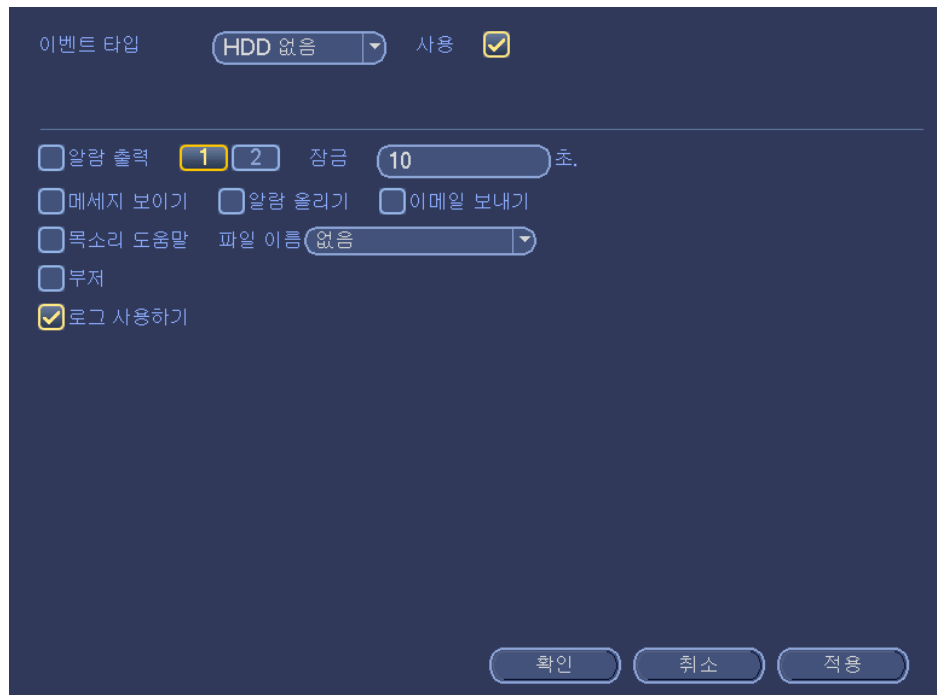 이벤트 타입 HDD 없음 사용
알람 출력 1 2 잠금 10 초.
메세지 보이기 알람 올리기 이메일 보내기
목소리 도움말 파일 이름 없음
부저
로그 사용하기
확인 취소 적용